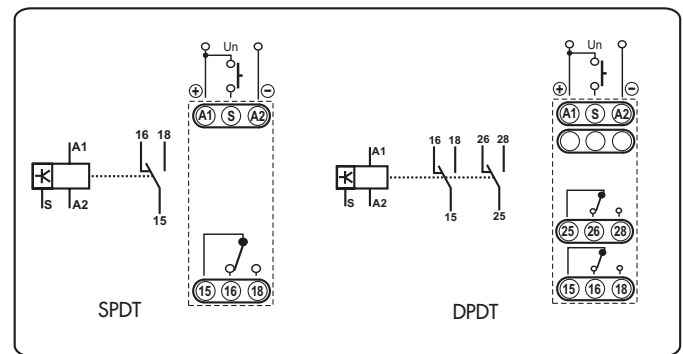 Un
+
-
A1 S A2
A1
16 18
S A2
15
15 16 18
SPDT
Un
+
-
A1 S A2
A1
16 18 26 28
S A2
15 25
25 26 28
15 16 18
DPDT